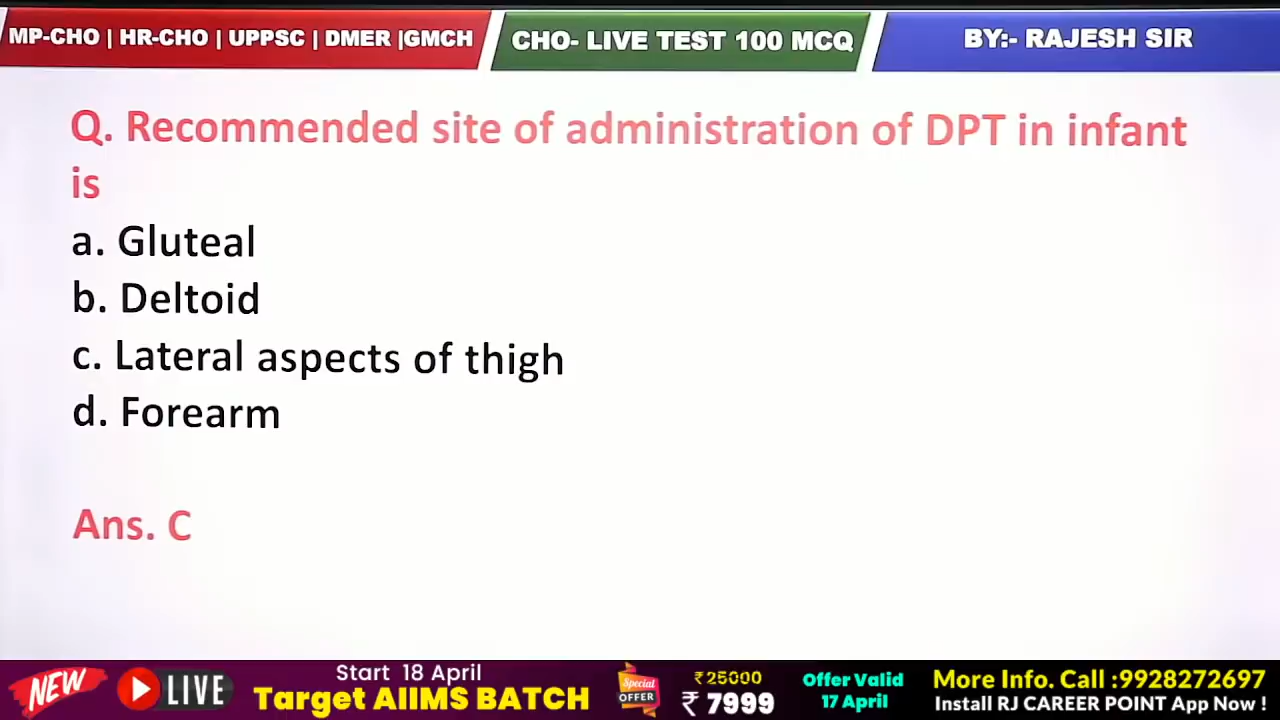 MP-CHO | HR-CHO | UPPSC | DMER |GMCH
CHO- LIVE TEST 100 MCQ
BY:- RAJESH SIR
Q. Recommended site of administration of DPT in infant
is
a. Gluteal
b. Deltoid
c. Lateral aspects of thigh
d. Forearm
Ans. C
NEW
LIVE
Start 18 April
Target AIIMS BATCH
Special
OFFER
₹25000
₹ 7999
Offer Valid
17 April
More Info. Call :9928272697
Install RJ CAREER POINT App Now !